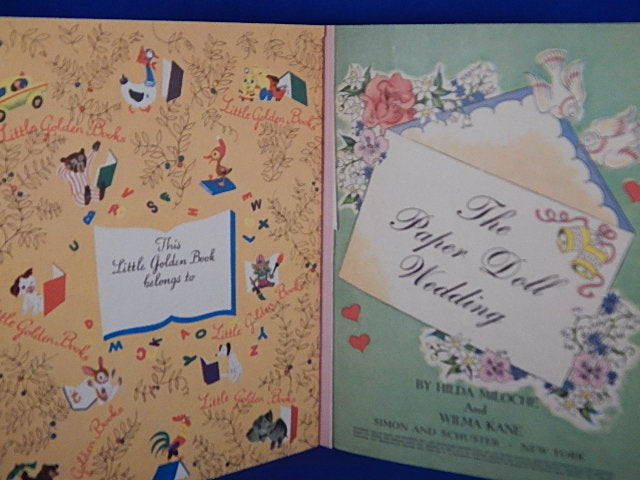 Little Golden Books
Little Golden Books
This
Little Golden Book
belongs to
Little Golden Books
Little Golden Books
Little Golden Books
Golden Books
The
Paper Doll
Wedding
BY HILDA MILOCHE
And
WILMA KANE
SIMON AND SCHUSTER NEW YORK